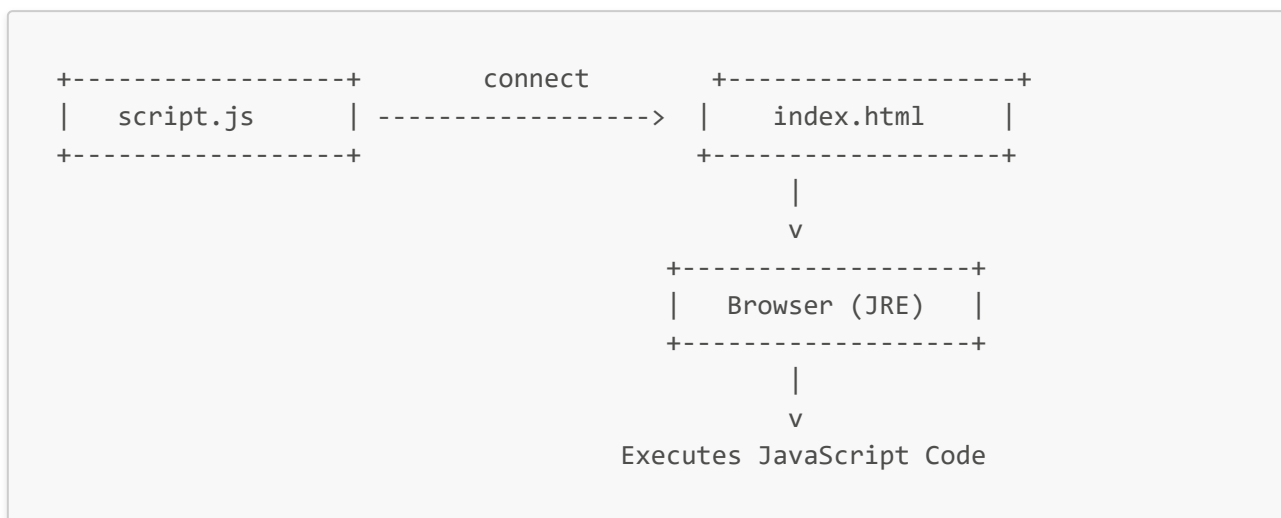 +------------------+        connect        +-------------------+
|   script.js      | ------------------>  |    index.html     |
+------------------+                      +-------------------+
                                                |
                                                v
                                        +-------------------+
                                        |   Browser (JRE)   |
                                        +-------------------+
                                                |
                                                v
                                     Executes JavaScript Code